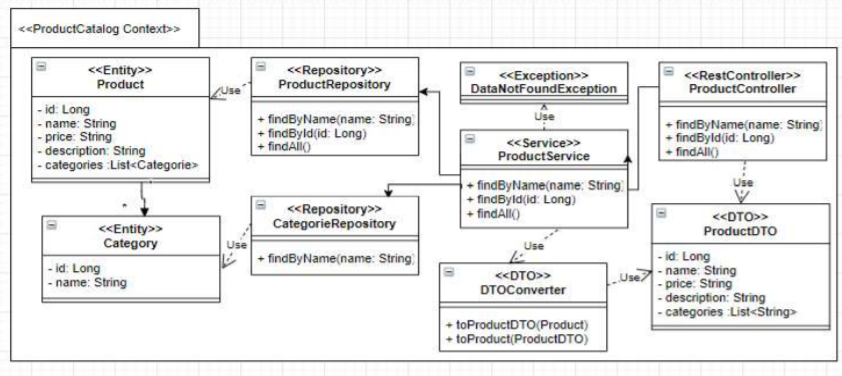 <<ProductCatalog Context>>
<<Entity>>
Product
- id: Long
- name: String
- price: String
- description: String
- categories :List<Categorie>
Use
<<Repository>>
ProductRepository
+ findByName(name: String)
+ findById(id: Long)
+ findAll()
<<Exception>>
DataNotFoundException
Use
<<RestController>>
ProductController
+ findByName(name: String)
+ findById(id: Long)
+ findAll()
Use
<<Service>>
ProductService
+ findByName(name: String)
+ findById(id: Long)
+ findAll()
*
<<Entity>>
Category
- id: Long
- name: String
Use
<<Repository>>
CategorieRepository
+ findByName(name: String)
Use
<<DTO>>
DTOConverter
+ toProductDTO(Product)
+ toProduct(ProductDTO)
Use
<<DTO>>
ProductDTO
- id: Long
- name: String
- price: String
- description: String
- categories :List<String>